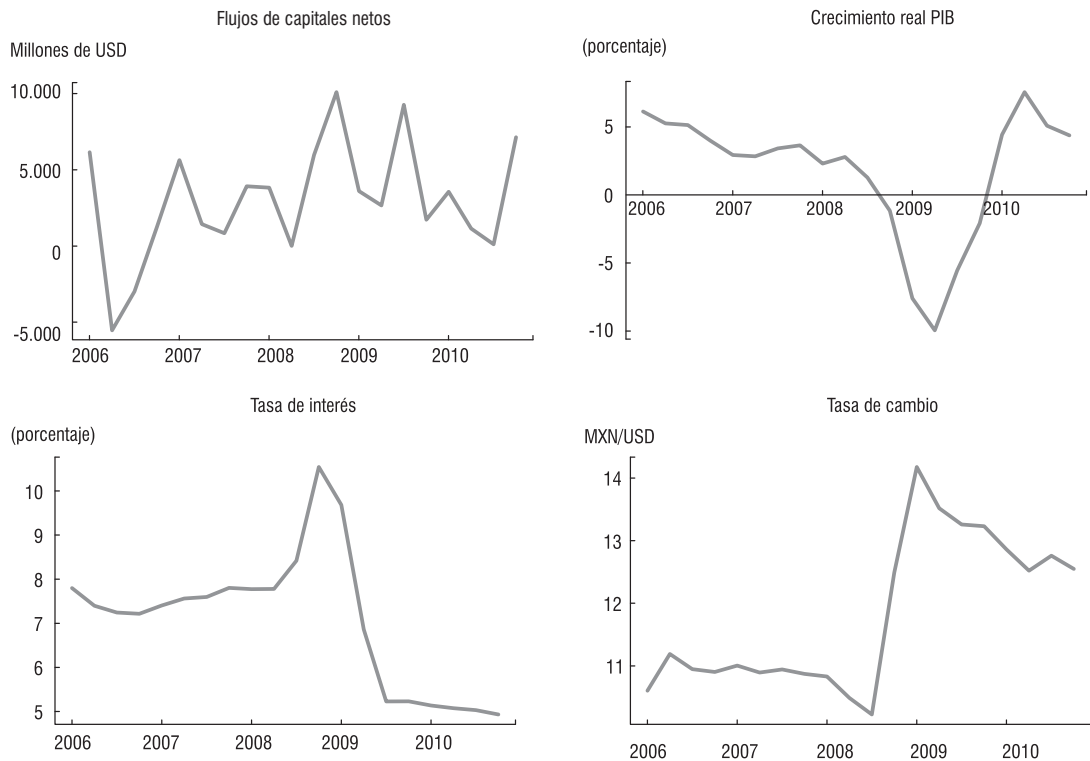 Flujos de capitales netos
Millones de USD
10.000
5.000
0
-5.000
2006 2007 2008 2009 2010
Crecimiento real PIB
(porcentaje)
5
0
2006 2007 2008 2009 2010
-5
-10
Tasa de interés
(porcentaje)
10
9
8
7
6
5
2006 2007 2008 2009 2010
Tasa de cambio
MXN/USD
14
13
12
11
2006 2007 2008 2009 2010